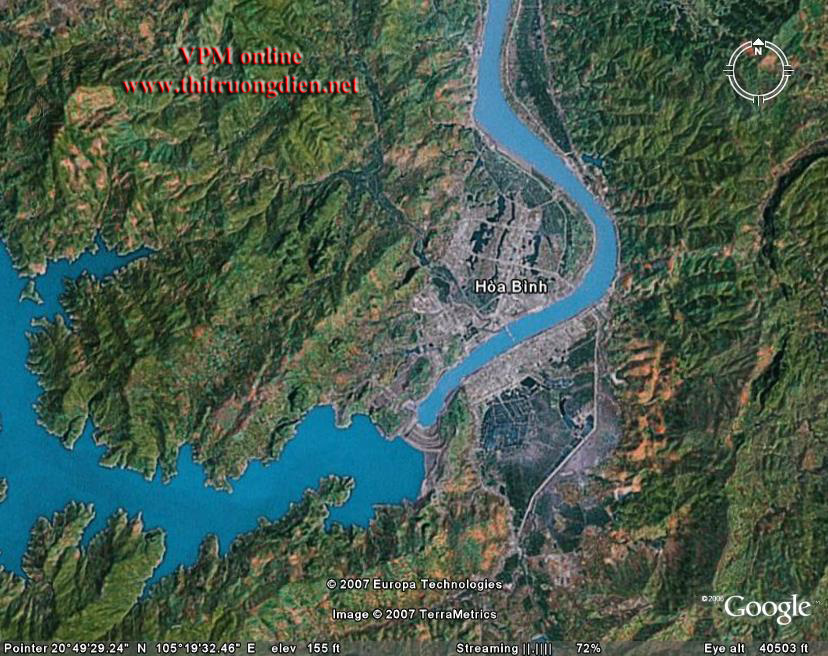 VPM online
www.thitruongdien.net
N
Hòa Bình
© 2007 Europa Technologies
Image © 2007 TerraMetrics
©2006 Google™
Pointer 20°49'29.24" N 105°19'32.46" E elev 155 ft Streaming ||.|||| 72% Eye alt 40503 ft